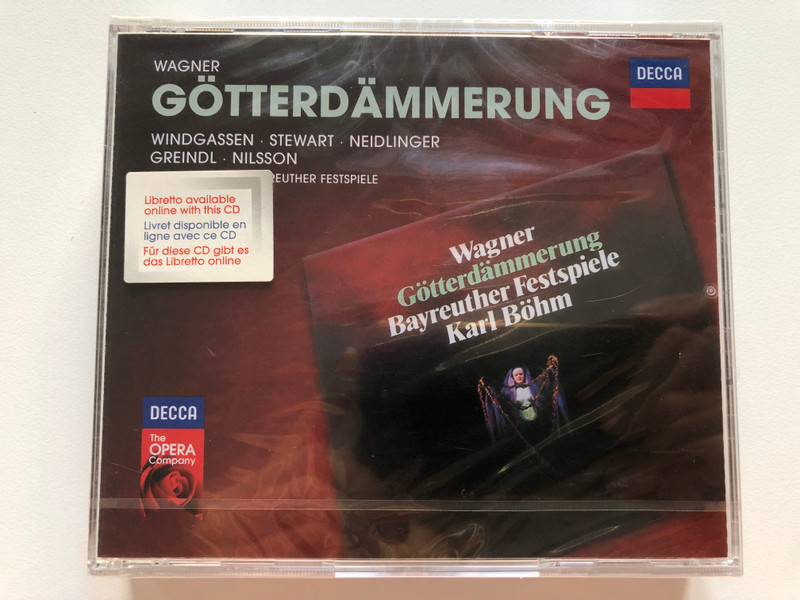 WAGNER
GÖTTERDÄMMERUNG
WINDGASSEN · STEWART · NEIDLINGER
GREINDL · NILSSON
REUTHER FESTSPIELE
DECCA
Libretto available
online with this CD
Livret disponible en
ligne avec ce CD
Für diese CD gibt es
das Libretto online
Wagner
Götterdämmerung
Bayreuther Festspiele
Karl Böhm
DECCA
The
OPERA
Company